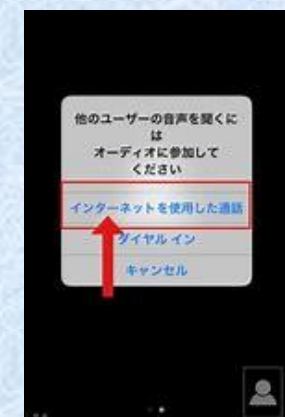 他のユーザーの音声を聞くに
は
オーディオに参加して
ください
インターネットを使用した通話
ダイヤル イン
キャンセル